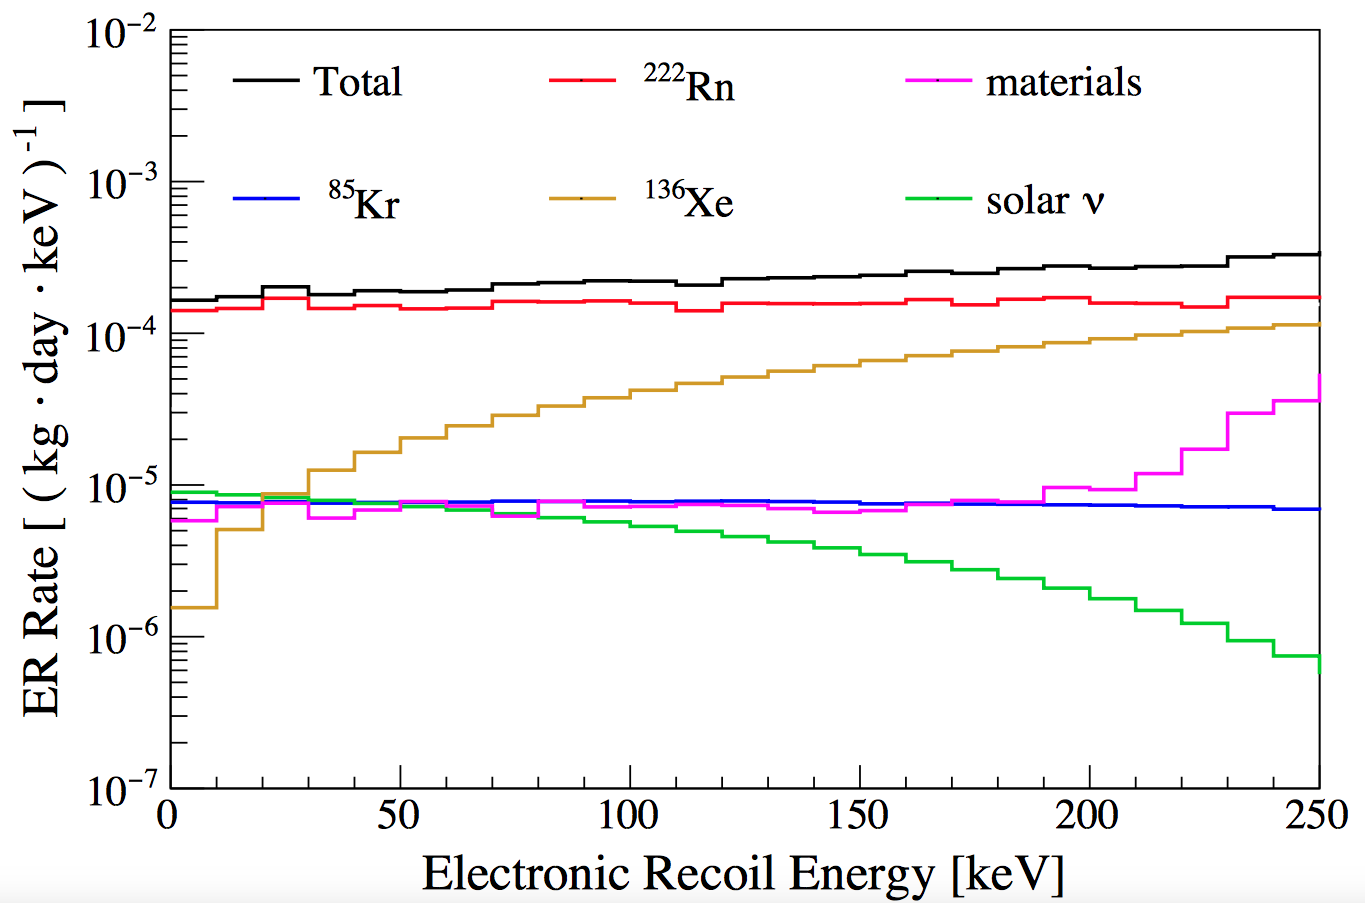 ER Rate [ ( kg · day · keV )⁻¹ ]
10⁻²
10⁻³
10⁻⁴
10⁻⁵
10⁻⁶
10⁻⁷
Total ²²²Rn materials
⁸⁵Kr ¹³⁶Xe solar ν
0 50 100 150 200 250
Electronic Recoil Energy [keV]